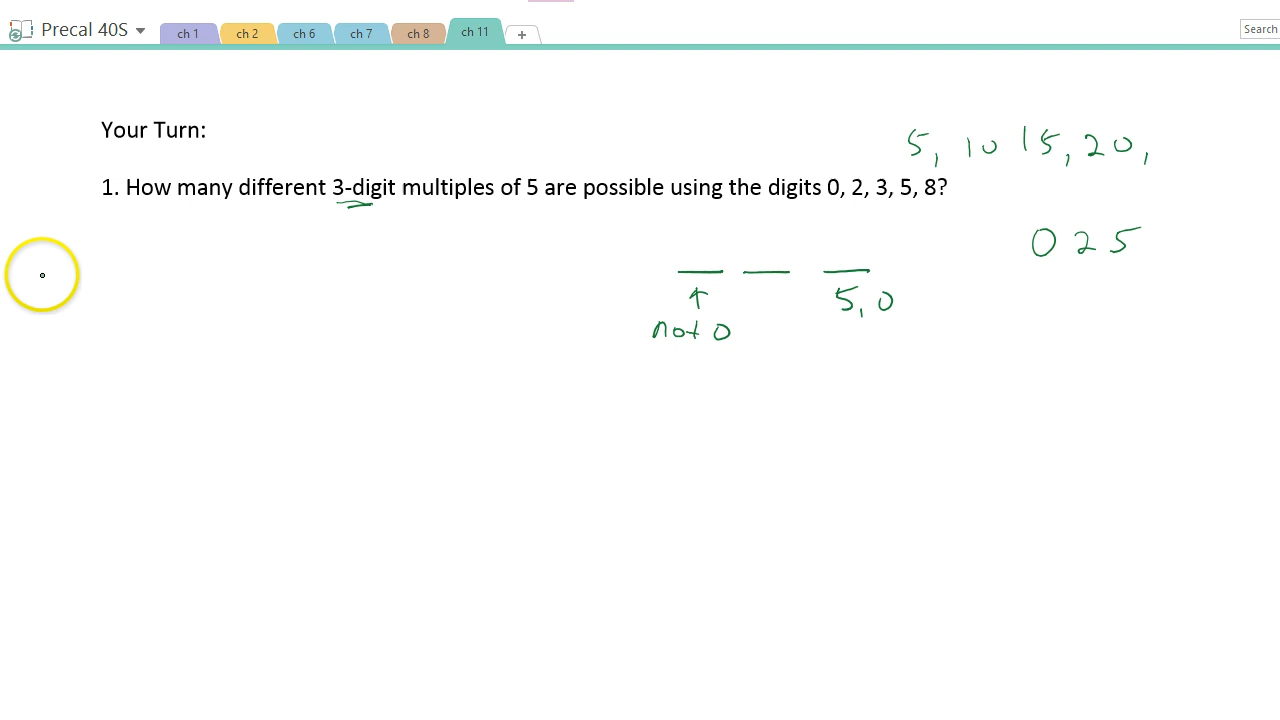 Precal 40S
ch 1
ch 2
ch 6
ch 7
ch 8
ch 11
+
Search
Your Turn:
5, 10 15, 20,
1. How many different 3-digit multiples of 5 are possible using the digits 0, 2, 3, 5, 8?
0 2 5
5, 0
not 0